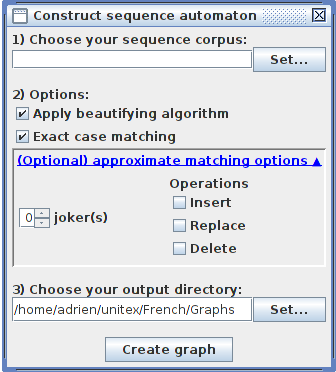 Construct sequence automaton
1) Choose your sequence corpus:
Set...
2) Options:
Apply beautifying algorithm
Exact case matching
(Optional) approximate matching options ▲
Operations
0 joker(s)
Insert
Replace
Delete
3) Choose your output directory:
/home/adrien/unitex/French/Graphs Set...
Create graph